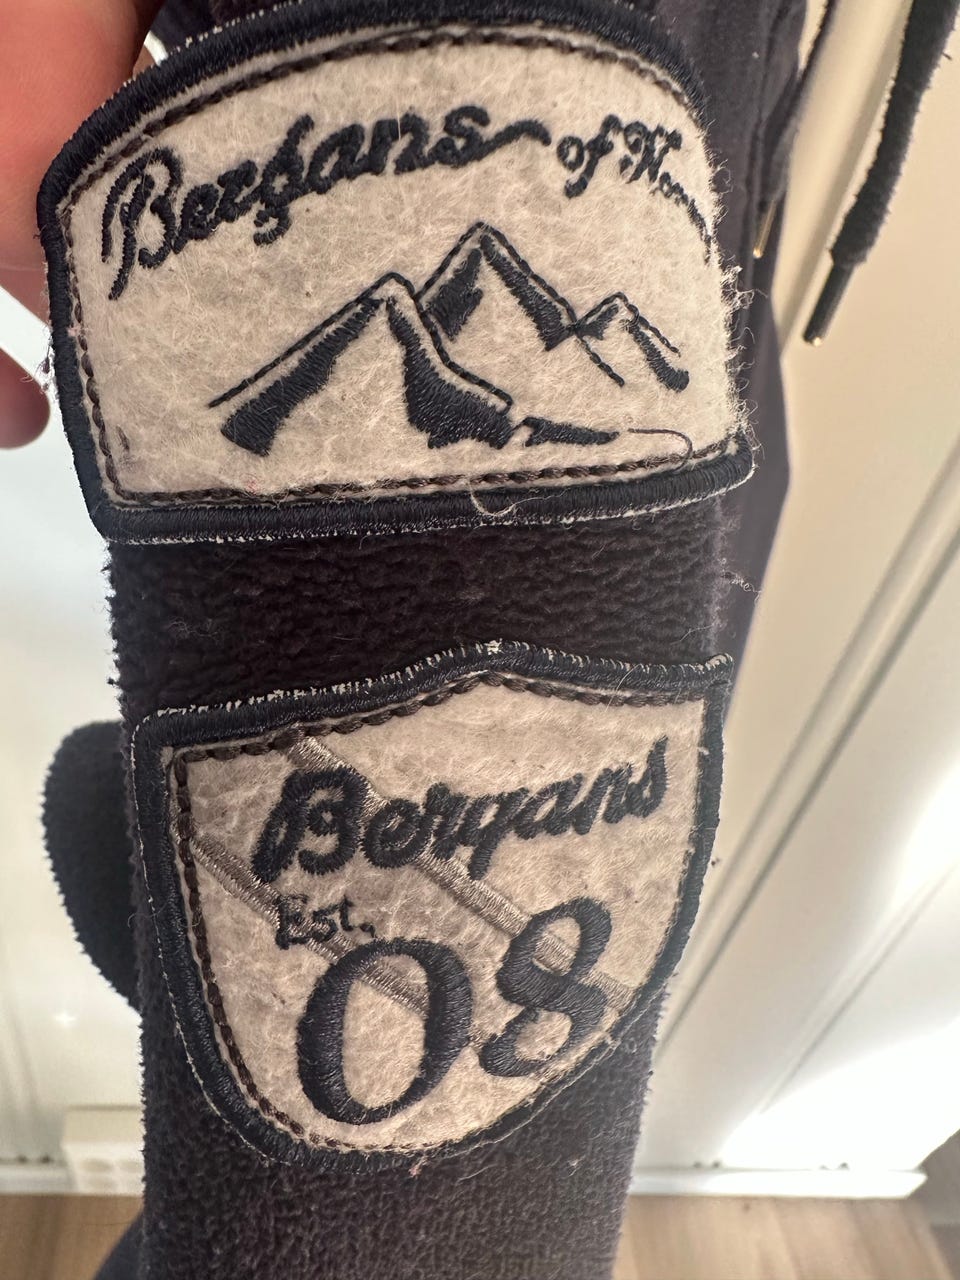 Bergans of
Bergans
Est.
08